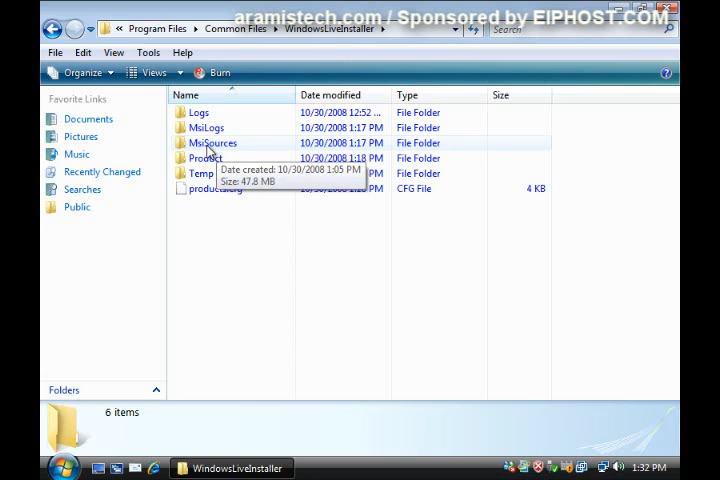 aramistech.com / Sponsored by EIPHOST.COM
« Program Files Common Files WindowsLiveInstaller Search
File Edit View Tools Help
Organize Views Burn
Favorite Links
Documents
Pictures
Music
Recently Changed
Searches
Public
Folders
Name Date modified Type Size
Logs 10/30/2008 12:52 ... File Folder
MsiLogs 10/30/2008 1:17 PM File Folder
MsiSources 10/30/2008 1:17 PM File Folder
Product 10/30/2008 1:18 PM File Folder
Temp PM File Folder
CFG File 4 KB
Date created: 10/30/2008 1:05 PM
Size: 47.8 MB
6 items
WindowsLiveInstaller 1:32 PM